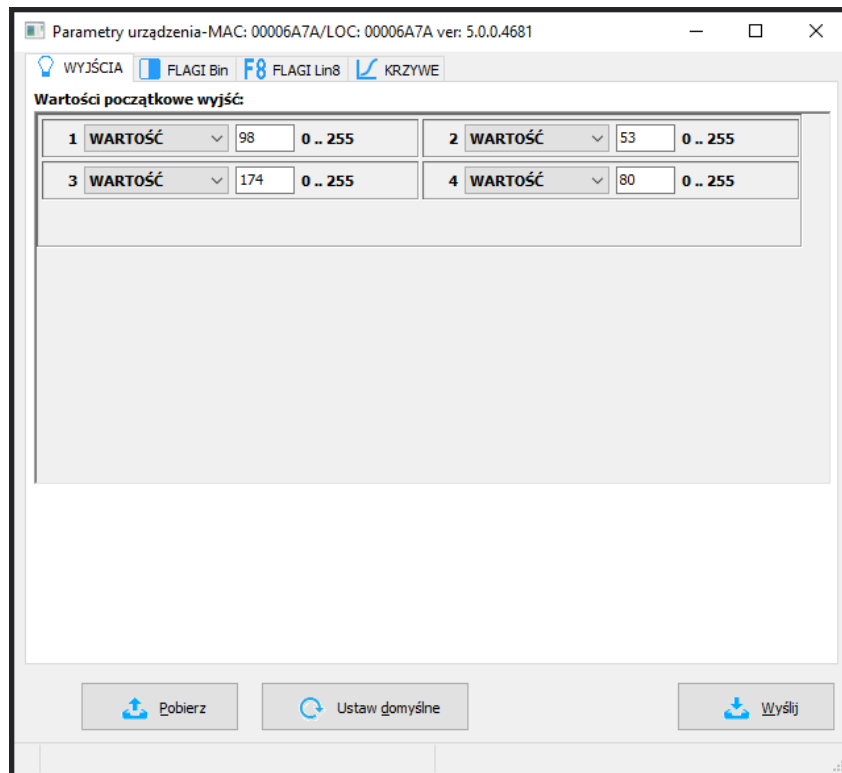 Parametry urządzenia-MAC: 00006A7A/LOC: 00006A7A ver: 5.0.0.4681
WYJŚCIA FLAGI Bin F8 FLAGI Lin8 KRZYWE
Wartości początkowe wyjść:
1 WARTOŚĆ 98 0 .. 255 2 WARTOŚĆ 53 0 .. 255
3 WARTOŚĆ 174 0 .. 255 4 WARTOŚĆ 80 0 .. 255
Pobierz Ustaw domyślne Wyślij